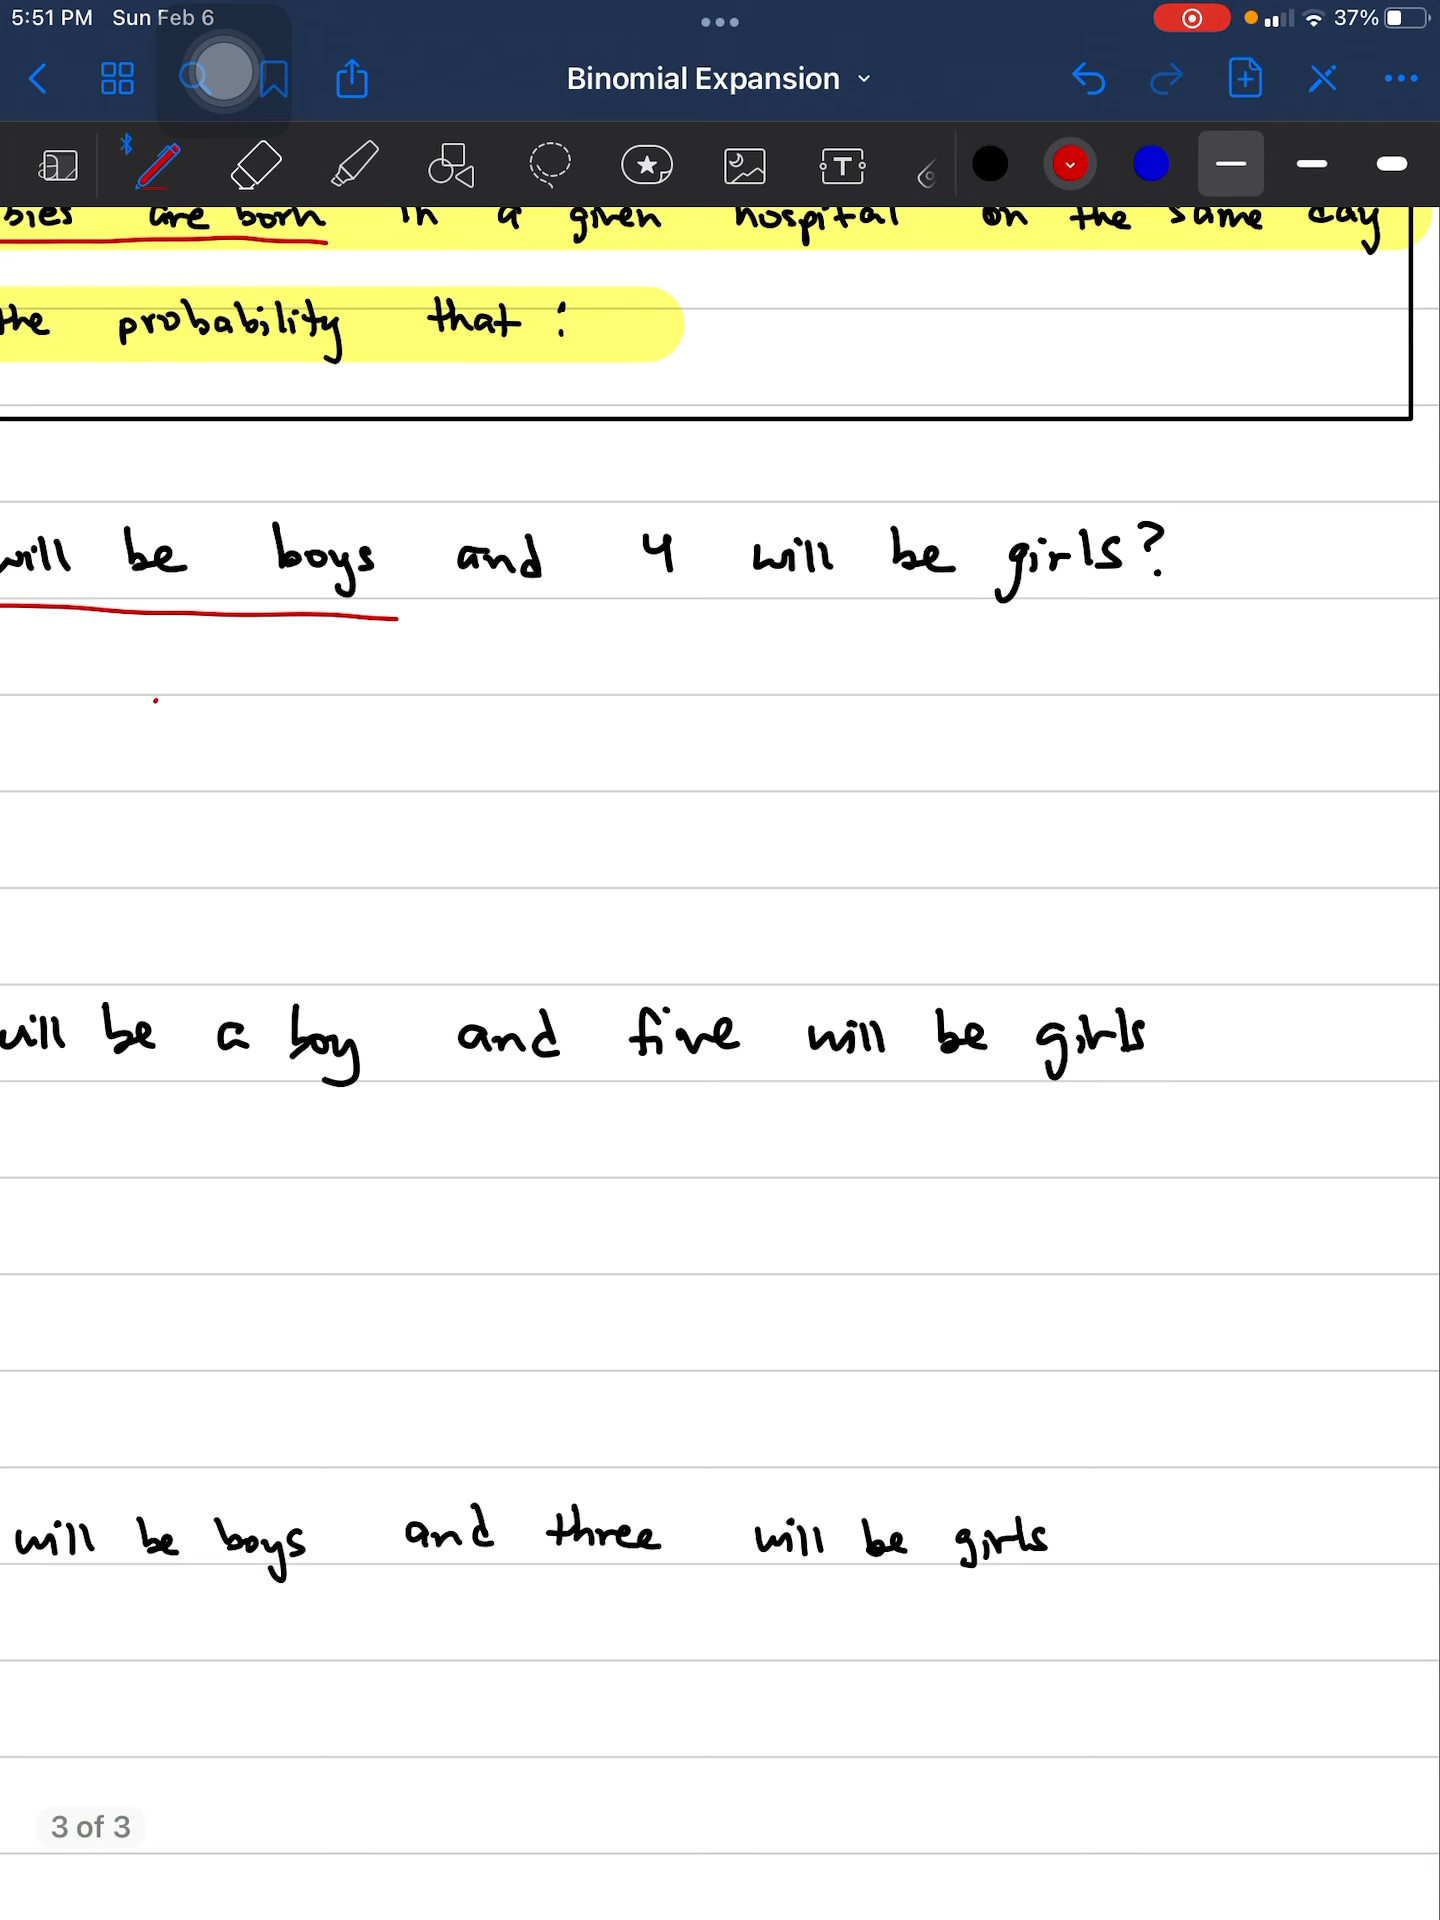 5:51 PM Sun Feb 6 37%
Binomial Expansion
are born in a given hospital on the same day
the probability that :
will be boys and 4 will be girls?
will be a boy and five will be girls
will be boys and three will be girls
3 of 3